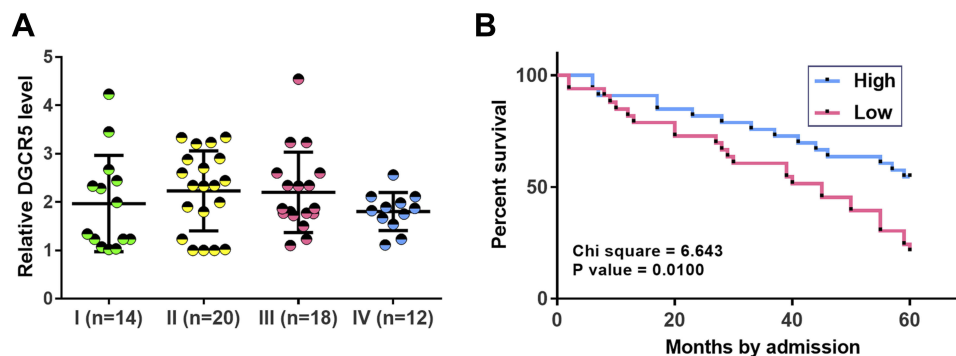 A
Relative DGCR5 level
5
4
3
2
1
0
I (n=14) II (n=20) III (n=18) IV (n=12)
B
Percent survival
100
50
0
High
Low
Chi square = 6.643
P value = 0.0100
0 20 40 60
Months by admission